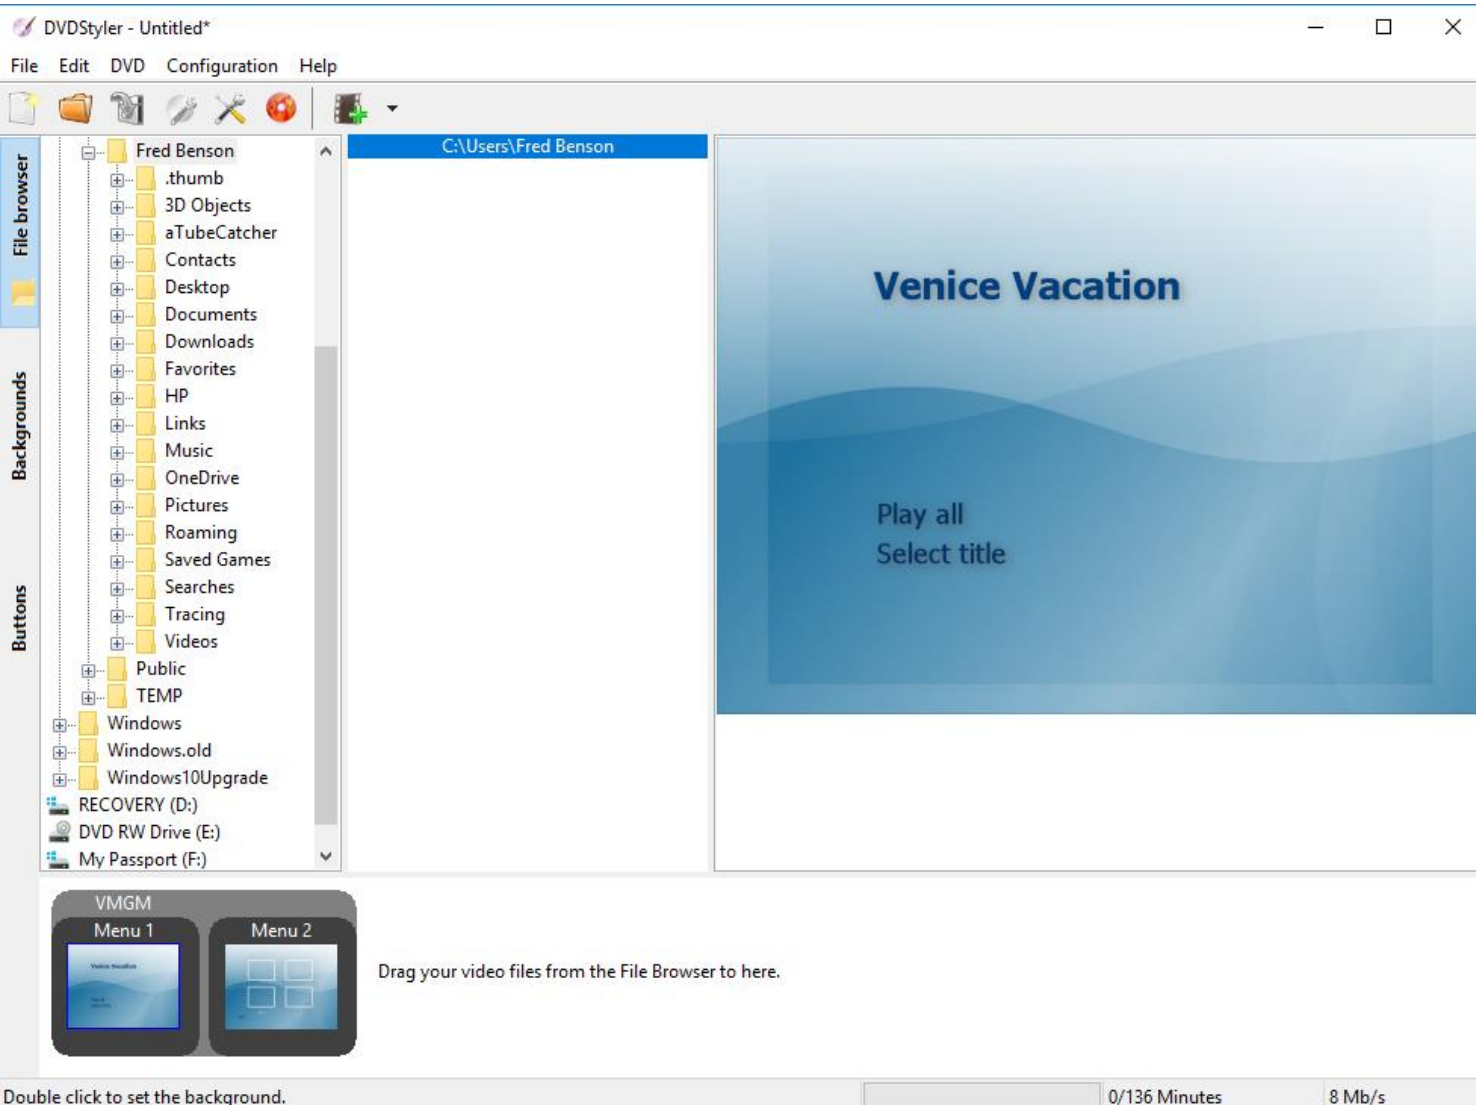 DVDStyler - Untitled*
File Edit DVD Configuration Help
File browser
Backgrounds
Buttons
Fred Benson
.thumb
3D Objects
aTubeCatcher
Contacts
Desktop
Documents
Downloads
Favorites
HP
Links
Music
OneDrive
Pictures
Roaming
Saved Games
Searches
Tracing
Videos
Public
TEMP
Windows
Windows.old
Windows10Upgrade
RECOVERY (D:)
DVD RW Drive (E:)
My Passport (F:)
C:\Users\Fred Benson
Venice Vacation
Play all
Select title
VMGM
Menu 1 Menu 2
Venice Vacation
Drag your video files from the File Browser to here.
Double click to set the background. 0/136 Minutes 8 Mb/s